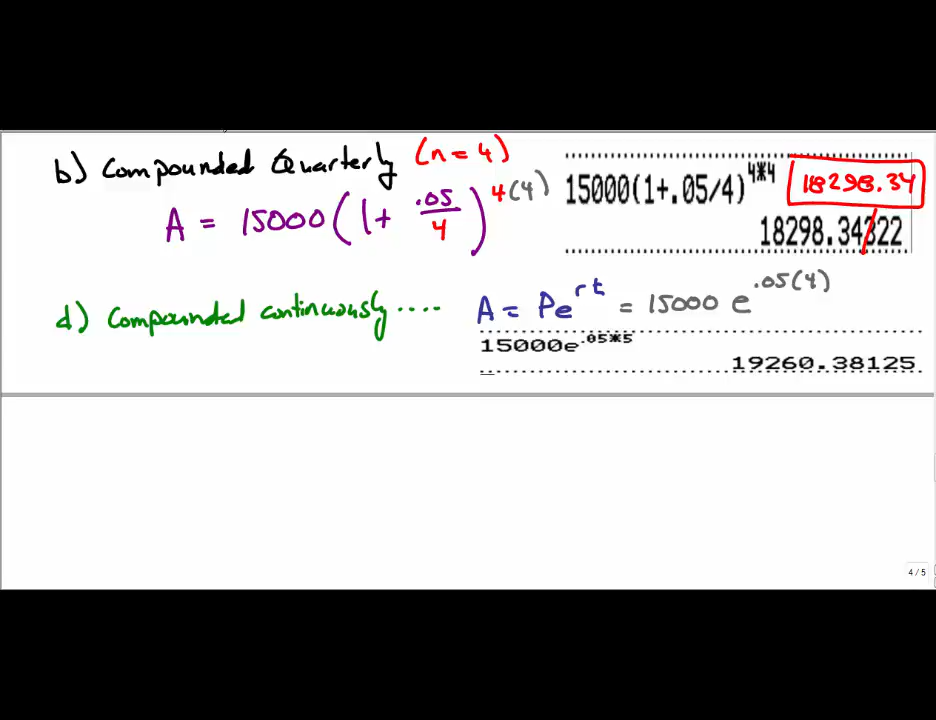 b) Compounded Quarterly (n = 4)
A = 15000 (1 + .05/4)^4(4)
15000(1+.05/4)^4*4
18298.34322
18298.34
d) Compounded continuously ....
A = Pe^rt = 15000 e^.05(4)
15000e^.05*5
19260.38125
4 / 5